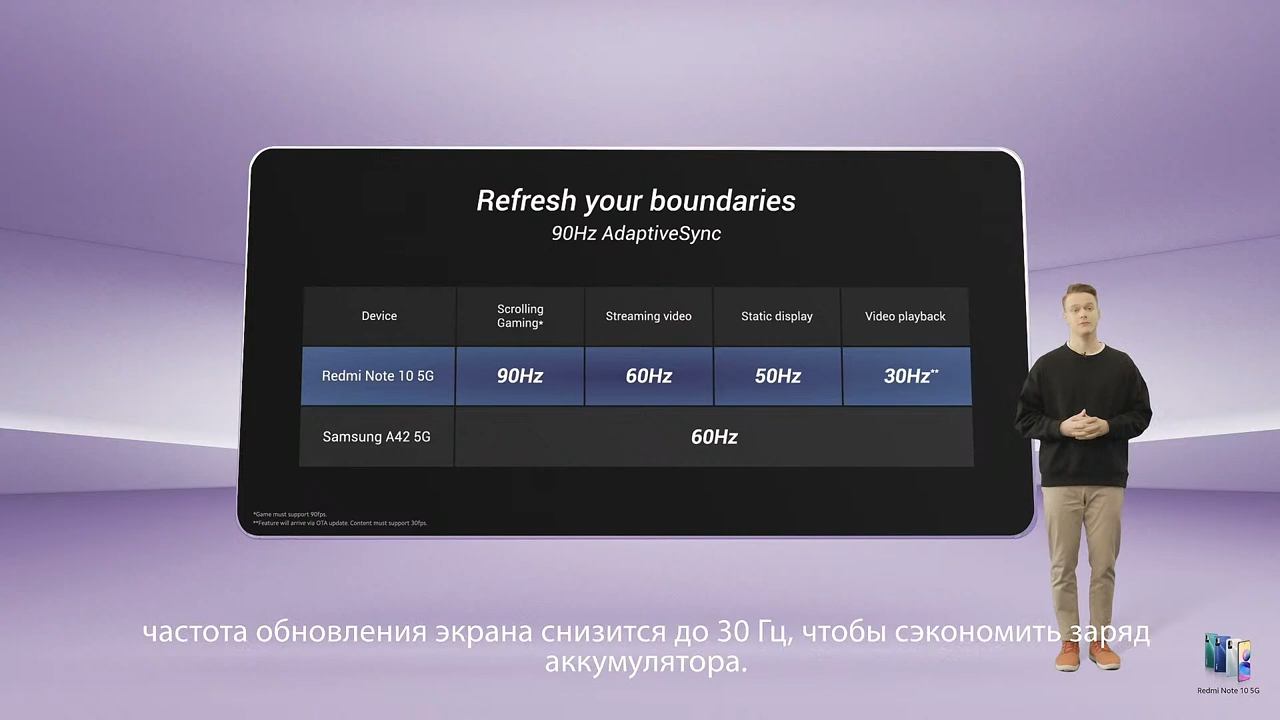 Refresh your boundaries
90Hz AdaptiveSync
Device
Scrolling
Gaming*
Streaming video
Static display
Video playback
Redmi Note 10 5G
90Hz
60Hz
50Hz
30Hz**
Samsung A42 5G
60Hz
*Game must support 90fps.
**Feature will arrive via OTA update. Content must support 30fps.
частота обновления экрана снизится до 30 Гц, чтобы сэкономить заряд
аккумулятора.
Redmi Note 10 5G